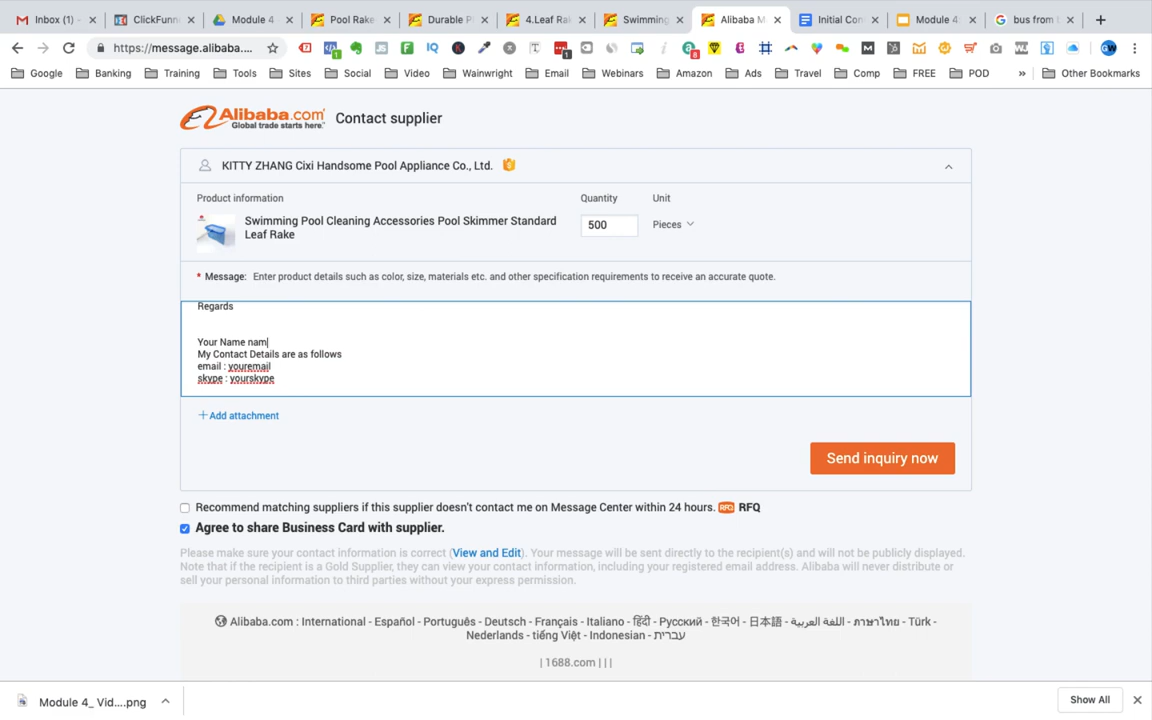 Inbox (1) -
ClickFunn
Module 4
Pool Rake
Durable P
4.Leaf Ra
Swimming
Alibaba M
Initial Con
Module 4:
bus from
https://message.alibaba....
Google
Banking
Training
Tools
Sites
Social
Video
Wainwright
Email
Webinars
Amazon
Ads
Travel
Comp
FREE
POD
»
Other Bookmarks
Alibaba.com
Global trade starts here.™
Contact supplier
KITTY ZHANG Cixi Handsome Pool Appliance Co., Ltd.
Product information
Quantity
Unit
Swimming Pool Cleaning Accessories Pool Skimmer Standard
Leaf Rake
500
Pieces
* Message: Enter product details such as color, size, materials etc. and other specification requirements to receive an accurate quote.
Regards
Your Name nam
My Contact Details are as follows
email : youremail
skype : yourskype
+ Add attachment
Send inquiry now
Recommend matching suppliers if this supplier doesn't contact me on Message Center within 24 hours. RFQ RFQ
Agree to share Business Card with supplier.
Please make sure your contact information is correct (View and Edit). Your message will be sent directly to the recipient(s) and will not be publicly displayed.
Note that if the recipient is a Gold Supplier, they can view your contact information, including your registered email address. Alibaba will never distribute or
sell your personal information to third parties without your express permission.
Alibaba.com : International - Español - Português - Deutsch - Français - Italiano - हिंदी - Русский - 한국어 - 日本語 - اللغة العربية - ภาษาไทย - Türk -
Nederlands - tiếng Việt - Indonesian - עברית
| 1688.com | | |
Module 4_ Vid....png
Show All